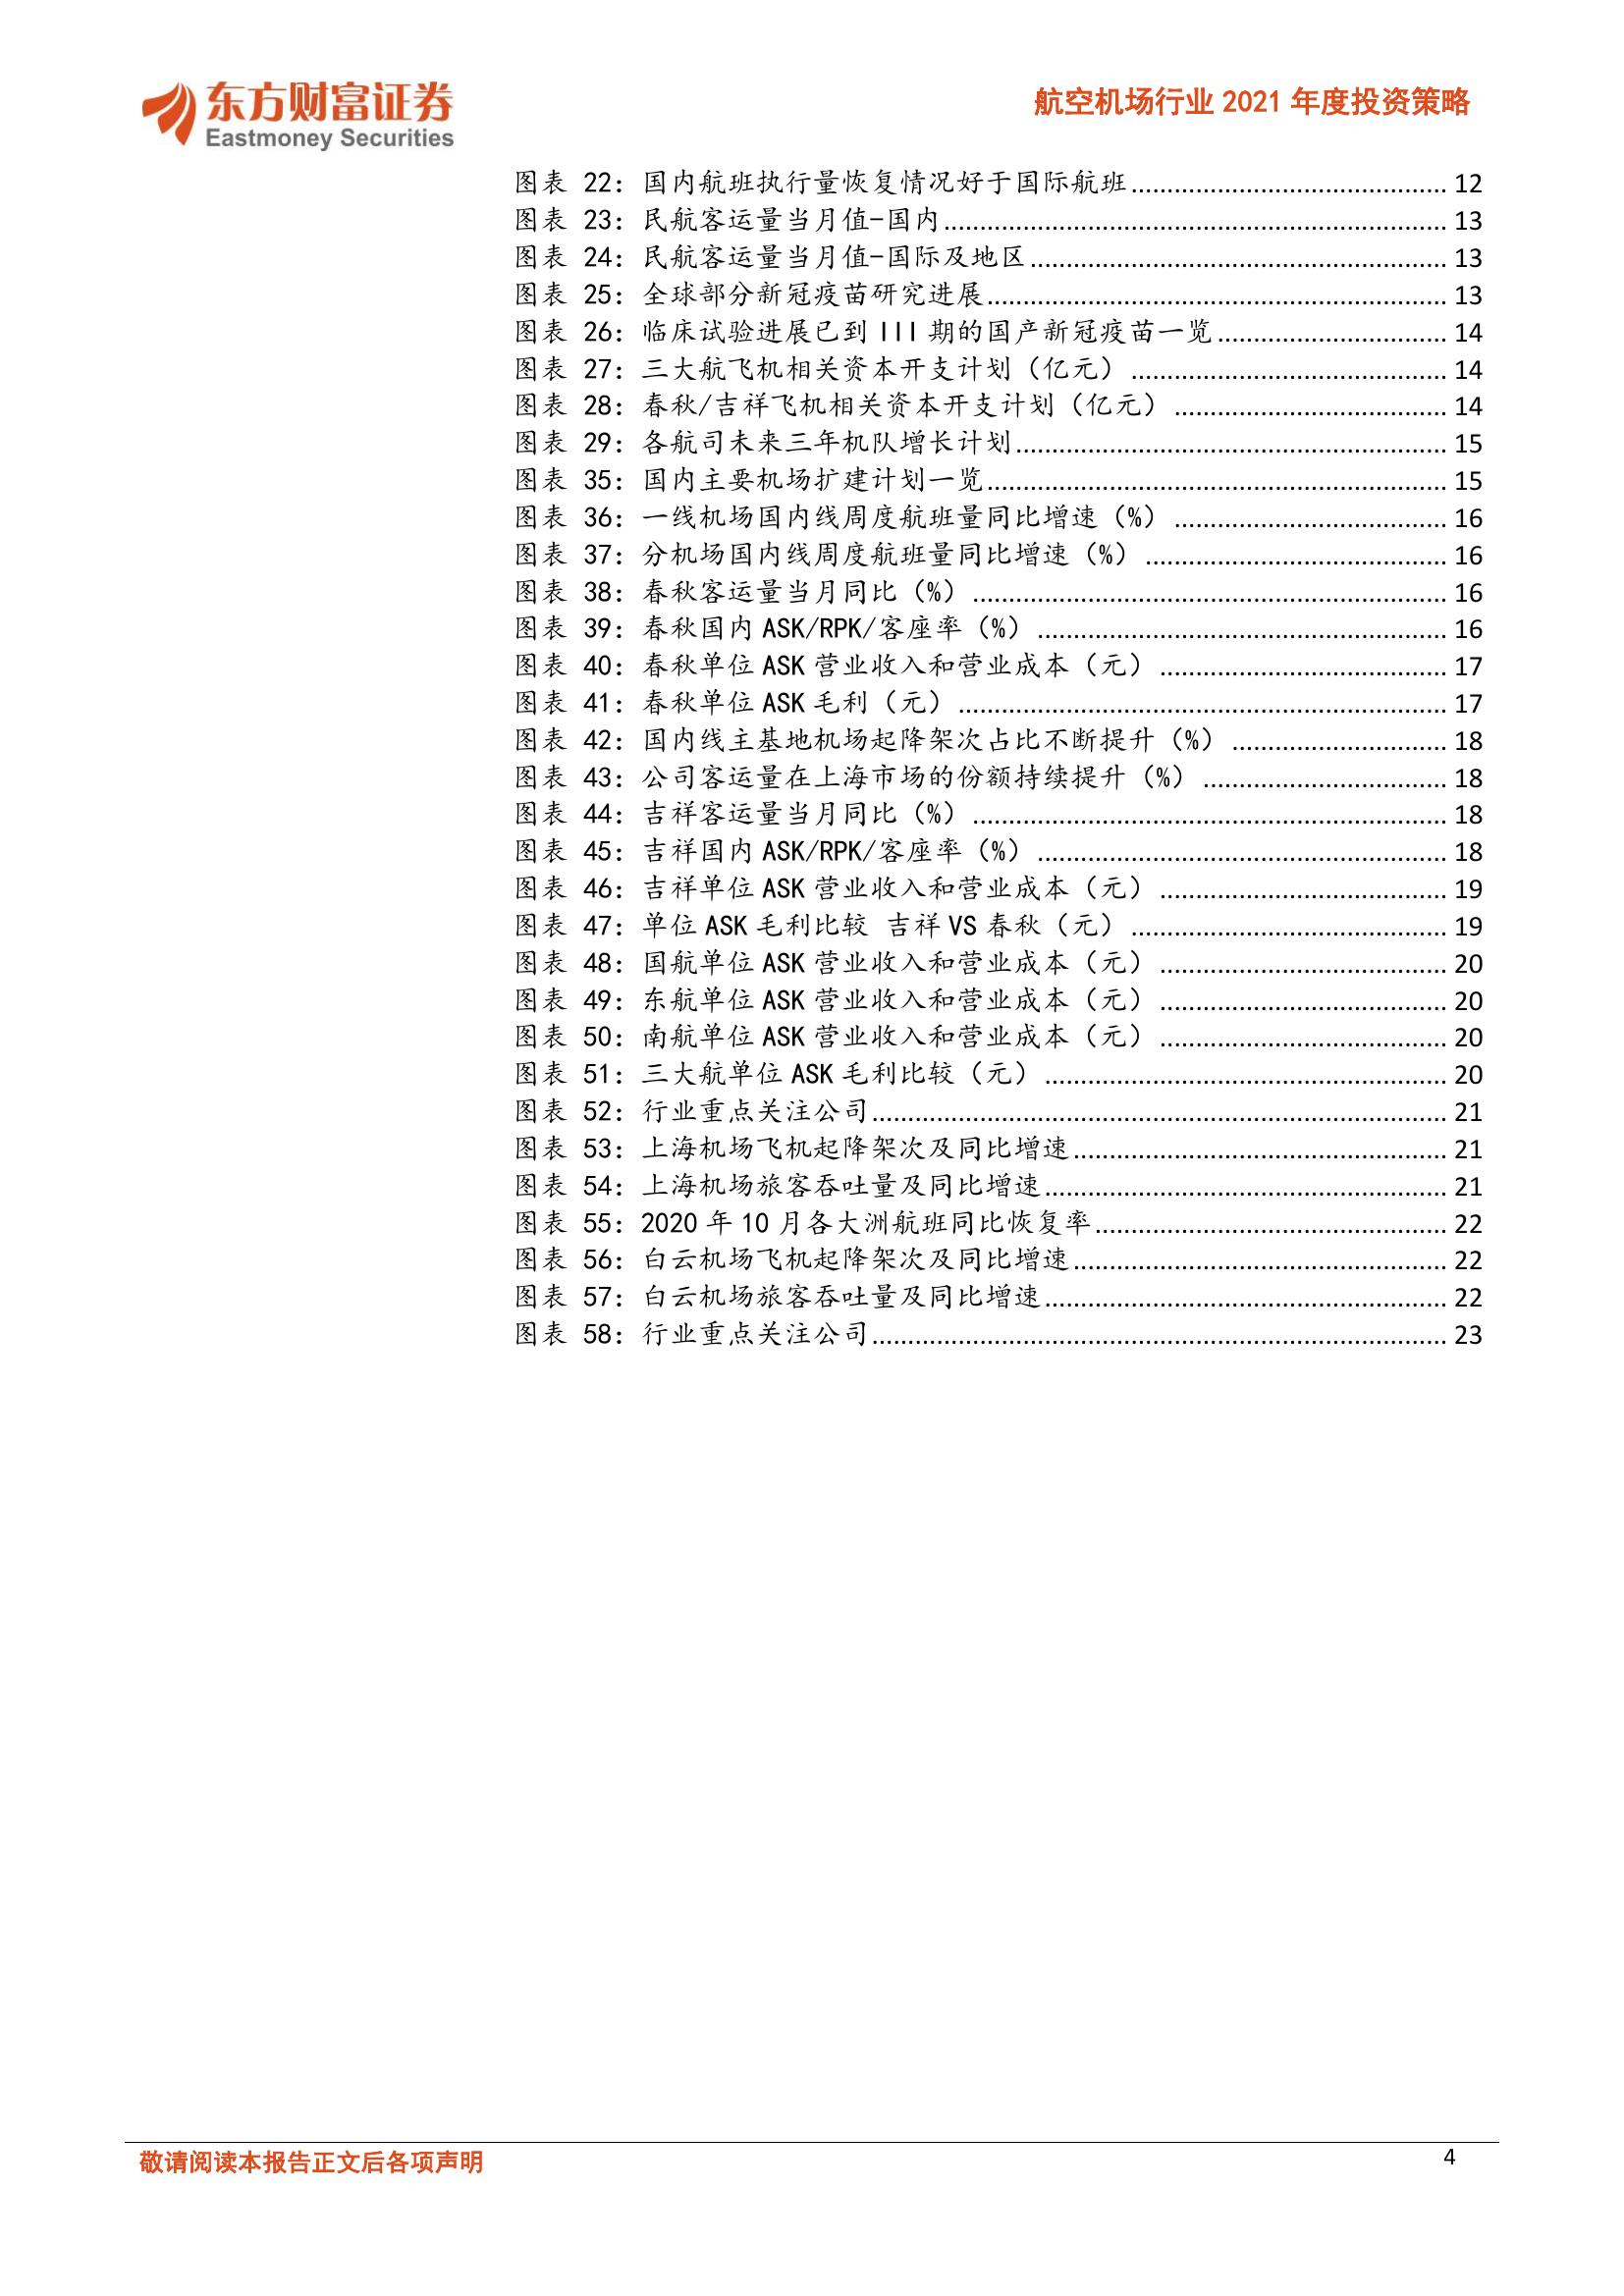 东方财富证券
Eastmoney Securities
航空机场行业 2021 年度投资策略
图表 22：国内航班执行量恢复情况好于国际航班............................................ 12
图表 23：民航客运量当月值-国内...................................................................... 13
图表 24：民航客运量当月值-国际及地区.......................................................... 13
图表 25：全球部分新冠疫苗研究进展................................................................ 13
图表 26：临床试验进展已到 III 期的国产新冠疫苗一览................................ 14
图表 27：三大航飞机相关资本开支计划（亿元）............................................ 14
图表 28：春秋/吉祥飞机相关资本开支计划（亿元）...................................... 14
图表 29：各航司未来三年机队增长计划............................................................ 15
图表 35：国内主要机场扩建计划一览................................................................ 15
图表 36：一线机场国内线周度航班量同比增速（%）...................................... 16
图表 37：分机场国内线周度航班量同比增速（%）.......................................... 16
图表 38：春秋客运量当月同比（%）.................................................................. 16
图表 39：春秋国内 ASK/RPK/客座率（%）......................................................... 16
图表 40：春秋单位 ASK 营业收入和营业成本（元）........................................ 17
图表 41：春秋单位 ASK 毛利（元）.................................................................... 17
图表 42：国内线主基地机场起降架次占比不断提升（%）.............................. 18
图表 43：公司客运量在上海市场的份额持续提升（%）.................................. 18
图表 44：吉祥客运量当月同比（%）.................................................................. 18
图表 45：吉祥国内 ASK/RPK/客座率（%）......................................................... 18
图表 46：吉祥单位 ASK 营业收入和营业成本（元）........................................ 19
图表 47：单位 ASK 毛利比较 吉祥 VS 春秋（元）............................................ 19
图表 48：国航单位 ASK 营业收入和营业成本（元）........................................ 20
图表 49：东航单位 ASK 营业收入和营业成本（元）........................................ 20
图表 50：南航单位 ASK 营业收入和营业成本（元）........................................ 20
图表 51：三大航单位 ASK 毛利比较（元）........................................................ 20
图表 52：行业重点关注公司................................................................................ 21
图表 53：上海机场飞机起降架次及同比增速.................................................... 21
图表 54：上海机场旅客吞吐量及同比增速........................................................ 21
图表 55：2020 年 10 月各大洲航班同比恢复率................................................. 22
图表 56：白云机场飞机起降架次及同比增速.................................................... 22
图表 57：白云机场旅客吞吐量及同比增速........................................................ 22
图表 58：行业重点关注公司................................................................................ 23
敬请阅读本报告正文后各项声明
4